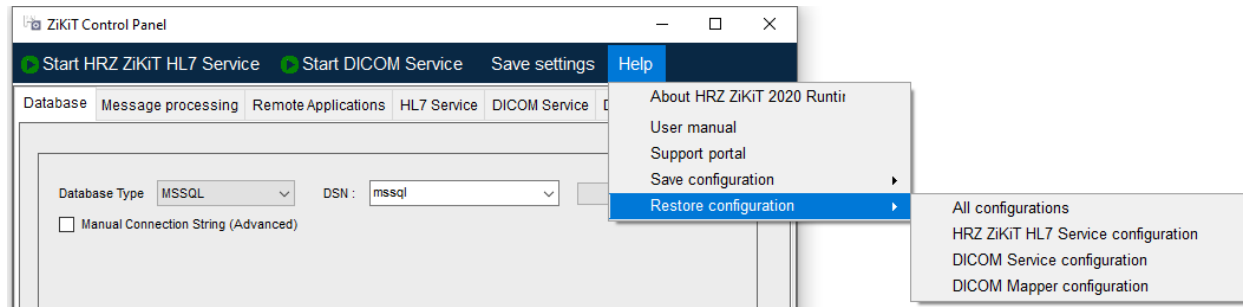 ZiKiT Control Panel
Start HRZ ZiKiT HL7 Service Start DICOM Service Save settings Help
Database Message processing Remote Applications HL7 Service DICOM Service
About HRZ ZiKiT 2020
User manual
Support portal
Save configuration
Restore configuration
Database Type MSSQL DSN : mssql
Manual Connection String (Advanced)
All configurations
HRZ ZiKiT HL7 Service configuration
DICOM Service configuration
DICOM Mapper configuration